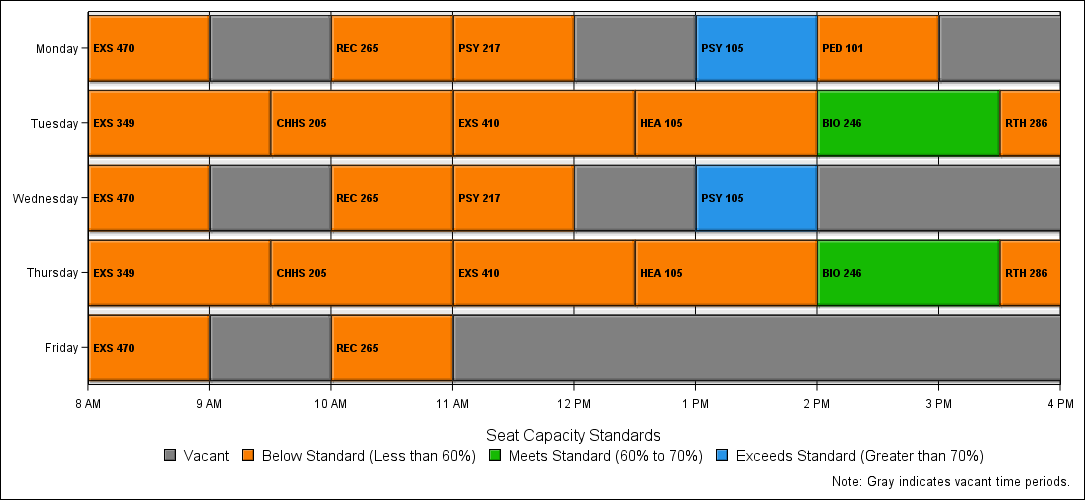 Monday EXS 470 REC 265 PSY 217 PSY 105 PED 101
Tuesday EXS 349 CHHS 205 EXS 410 HEA 105 BIO 246 RTH 286
Wednesday EXS 470 REC 265 PSY 217 PSY 105
Thursday EXS 349 CHHS 205 EXS 410 HEA 105 BIO 246 RTH 286
Friday EXS 470 REC 265
8 AM 9 AM 10 AM 11 AM 12 PM 1 PM 2 PM 3 PM 4 PM
Seat Capacity Standards
Vacant Below Standard (Less than 60%) Meets Standard (60% to 70%) Exceeds Standard (Greater than 70%)
Note: Gray indicates vacant time periods.